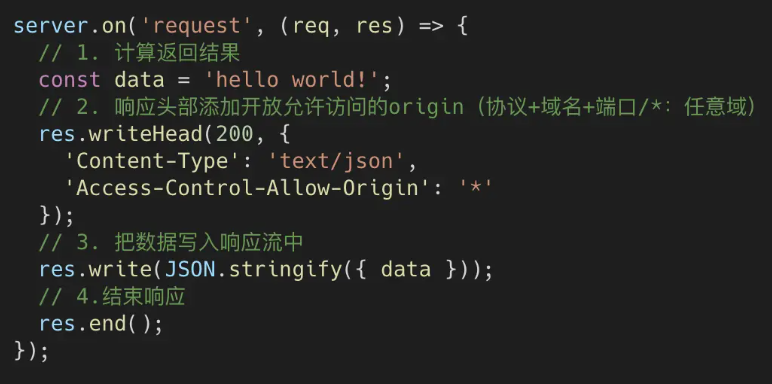 server.on('request', (req, res) => {
  // 1. 计算返回结果
  const data = 'hello world!';
  // 2. 响应头部添加开放允许访问的origin（协议+域名+端口/*：任意域）
  res.writeHead(200, {
    'Content-Type': 'text/json',
    'Access-Control-Allow-Origin': '*'
  });
  // 3. 把数据写入响应流中
  res.write(JSON.stringify({ data }));
  // 4.结束响应
  res.end();
});